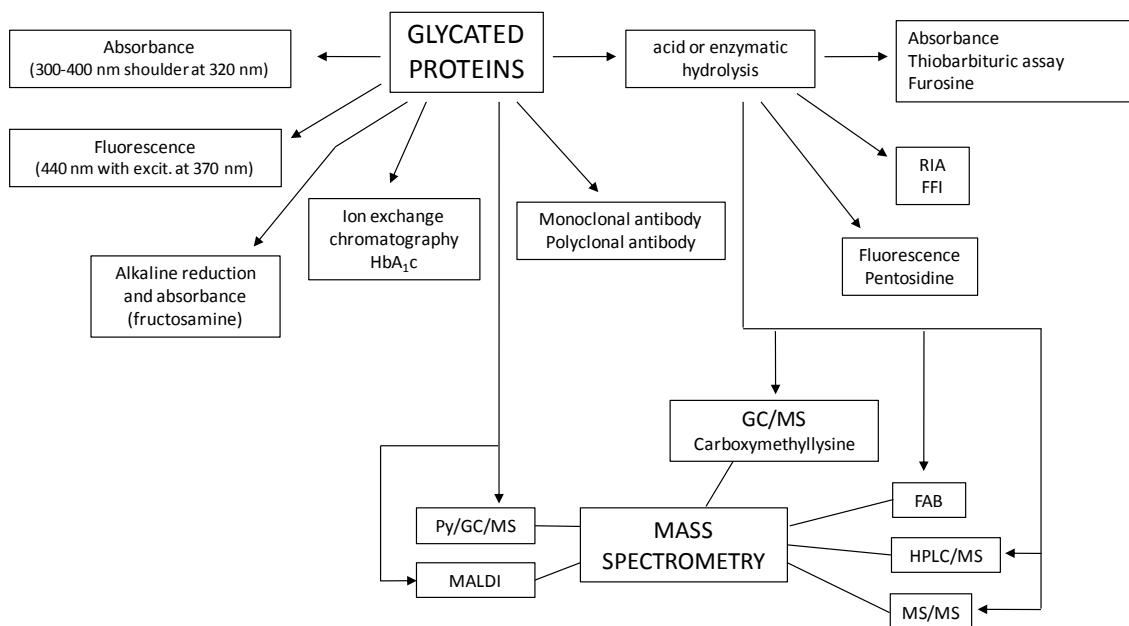 GLYCATED
PROTEINS
Absorbance
(300-400 nm shoulder at 320 nm)
acid or enzymatic
hydrolysis
Absorbance
Thiobarbituric assay
Furosine
Fluorescence
(440 nm with excit. at 370 nm)
RIA
FFI
Ion exchange
chromatography
HbA₁c
Monoclonal antibody
Polyclonal antibody
Fluorescence
Pentosidine
Alkaline reduction
and absorbance
(fructosamine)
GC/MS
Carboxymethyllysine
Py/GC/MS
MALDI
MASS
SPECTROMETRY
FAB
HPLC/MS
MS/MS